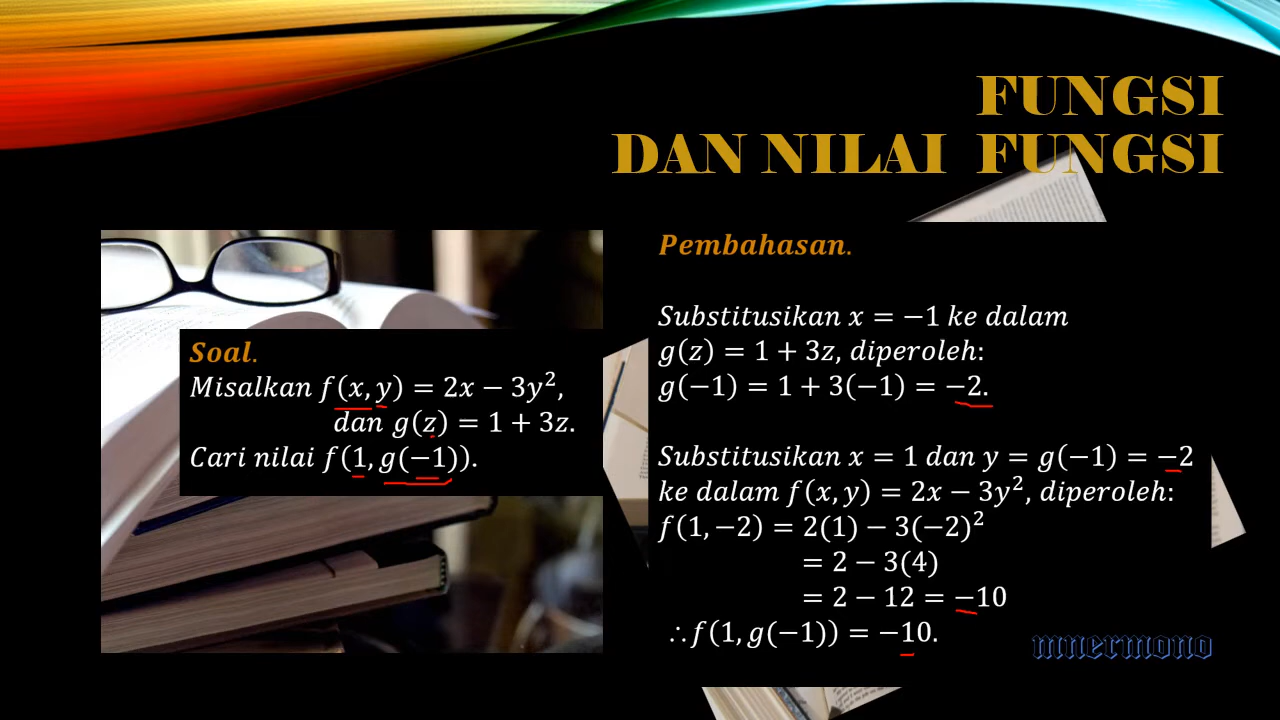 FUNGSI
DAN NILAI FUNGSI
Soal.
Misalkan f(x, y) = 2x − 3y²,
dan g(z) = 1 + 3z.
Cari nilai f(1, g(−1)).
Pembahasan.
Substitusikan x = −1 ke dalam
g(z) = 1 + 3z, diperoleh:
g(−1) = 1 + 3(−1) = −2.
Substitusikan x = 1 dan y = g(−1) = −2
ke dalam f(x, y) = 2x − 3y², diperoleh:
f(1, −2) = 2(1) − 3(−2)²
= 2 − 3(4)
= 2 − 12 = −10
∴ f(1, g(−1)) = −10.
mnermono